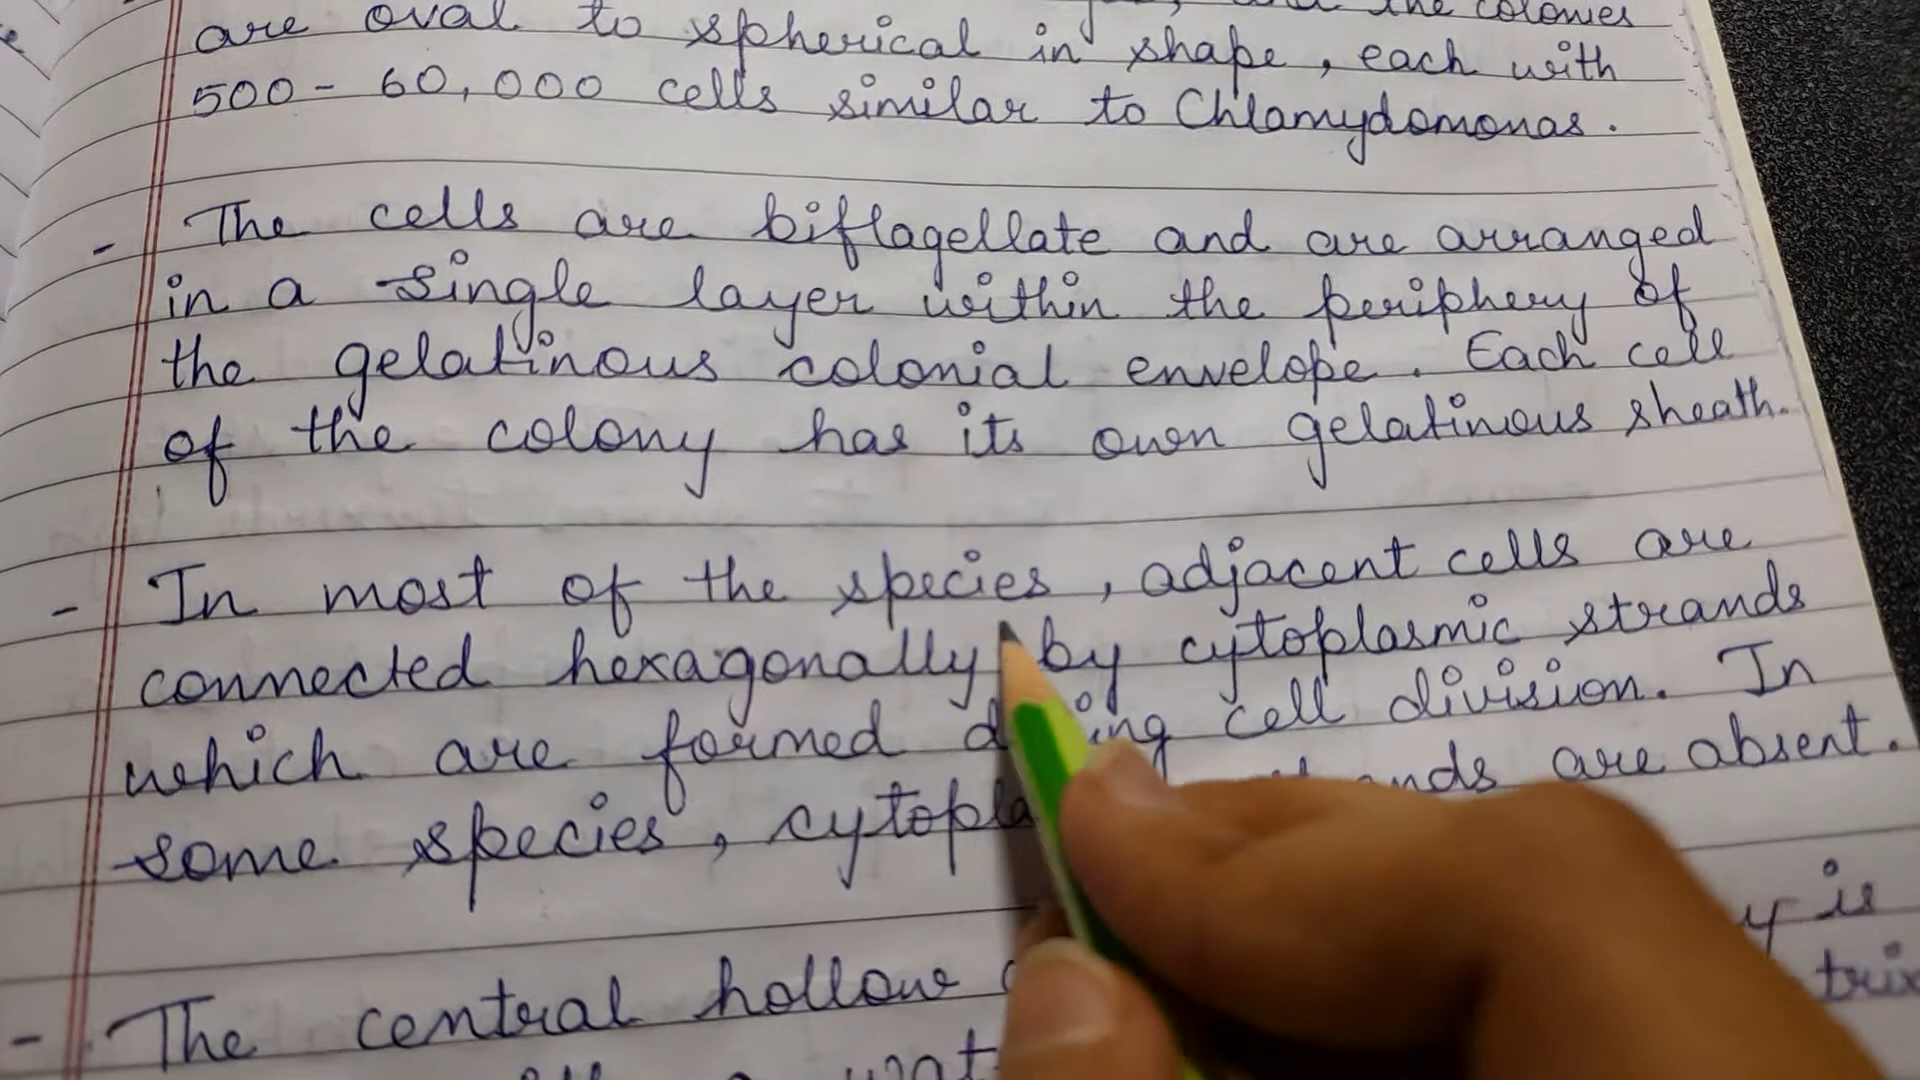 the colonies
are oval to spherical in shape, each with
500 - 60,000 cells similar to Chlamydomonas.
- The cells are biflagellate and are arranged
in a single layer within the periphery of
the gelatinous colonial envelope. Each cell
of the colony has its own gelatinous sheath.
- In most of the species, adjacent cells are
connected hexagonally by cytoplasmic strands
which are formed cell division. In
some species, are absent.
- The central hollow is